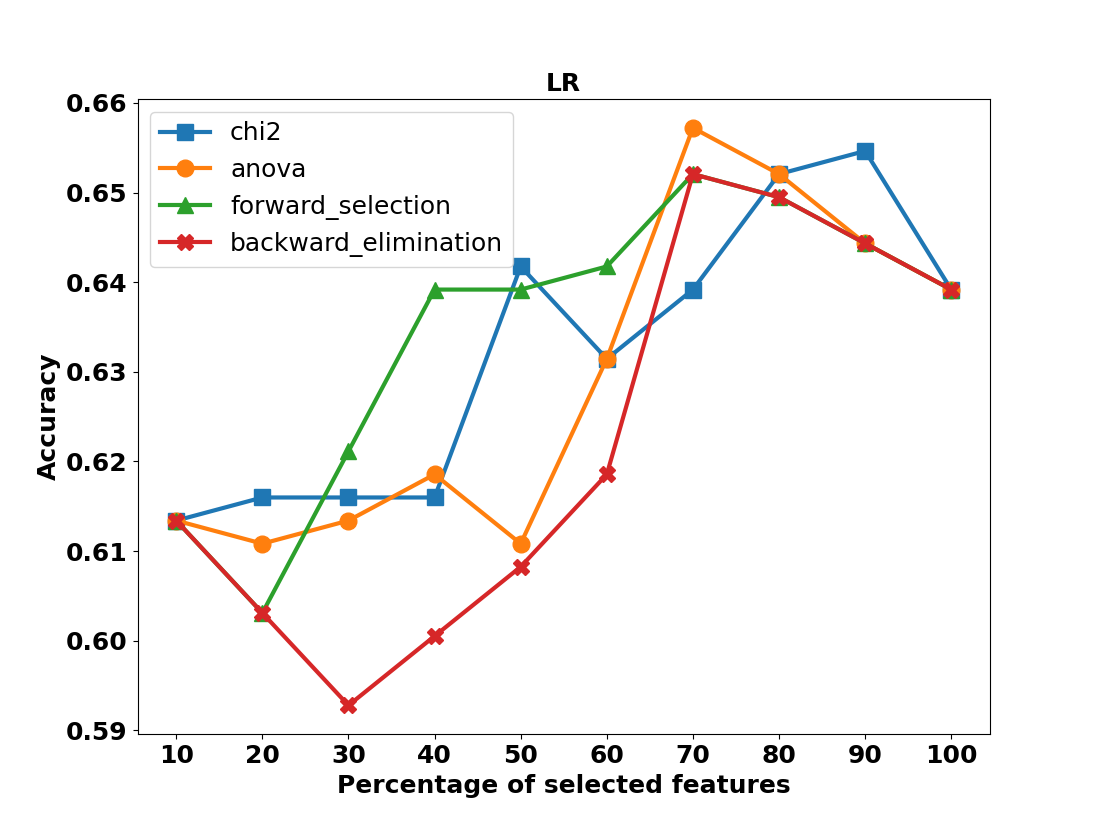 LR
0.66
0.65
0.64
0.63
0.62
0.61
0.60
0.59
Accuracy
chi2
anova
forward_selection
backward_elimination
10 20 30 40 50 60 70 80 90 100
Percentage of selected features